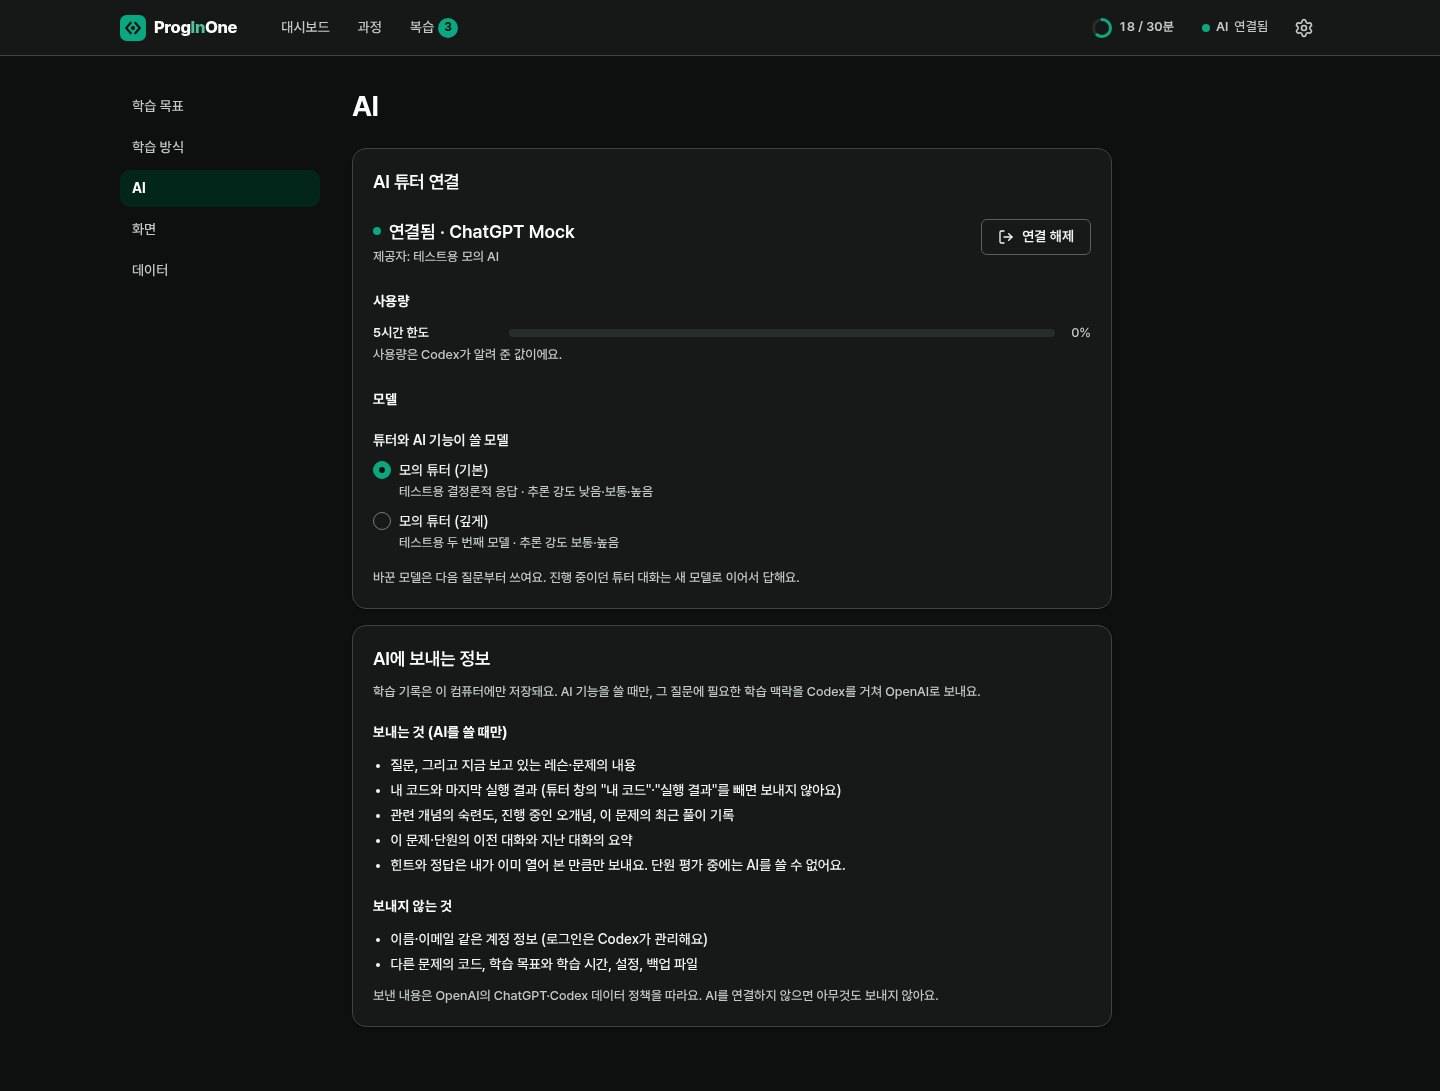 ProgInOne
대시보드
과정
복습 3
18 / 30분
AI 연결됨
학습 목표
학습 방식
AI
화면
데이터
AI
AI 튜터 연결
연결됨 · ChatGPT Mock
제공자: 테스트용 모의 AI
연결 해제
사용량
5시간 한도 0%
사용량은 Codex가 알려 준 값이에요.
모델
튜터와 AI 기능이 쓸 모델
모의 튜터 (기본)
테스트용 결정론적 응답 · 추론 강도 낮음·보통·높음
모의 튜터 (깊게)
테스트용 두 번째 모델 · 추론 강도 보통·높음
바꾼 모델은 다음 질문부터 쓰여요. 진행 중이던 튜터 대화는 새 모델로 이어서 답해요.
AI에 보내는 정보
학습 기록은 이 컴퓨터에만 저장돼요. AI 기능을 쓸 때만, 그 질문에 필요한 학습 맥락을 Codex를 거쳐 OpenAI로 보내요.
보내는 것 (AI를 쓸 때만)
• 질문, 그리고 지금 보고 있는 레슨·문제의 내용
• 내 코드와 마지막 실행 결과 (튜터 창의 "내 코드"·"실행 결과"를 빼면 보내지 않아요)
• 관련 개념의 숙련도, 진행 중인 오개념, 이 문제의 최근 풀이 기록
• 이 문제·단원의 이전 대화와 지난 대화의 요약
• 힌트와 정답은 내가 이미 열어 본 만큼만 보내요. 단원 평가 중에는 AI를 쓸 수 없어요.
보내지 않는 것
• 이름·이메일 같은 계정 정보 (로그인은 Codex가 관리해요)
• 다른 문제의 코드, 학습 목표와 학습 시간, 설정, 백업 파일
보낸 내용은 OpenAI의 ChatGPT·Codex 데이터 정책을 따라요. AI를 연결하지 않으면 아무것도 보내지 않아요.